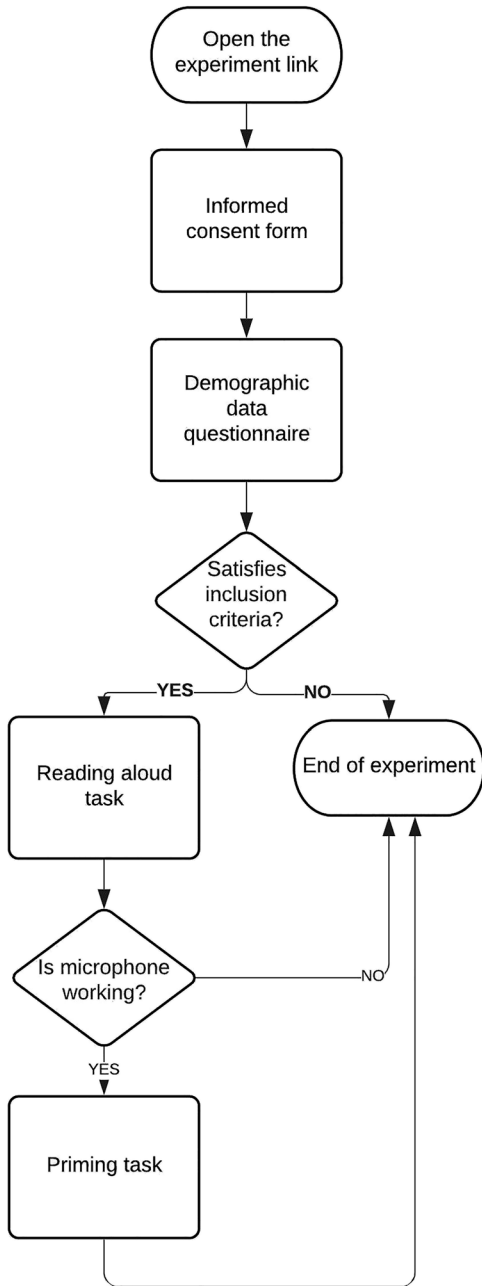 Open the
experiment link
Informed
consent form
Demographic
data
questionnaire
Satisfies
inclusion
criteria?
YES
NO
Reading aloud
task
End of experiment
Is microphone
working?
NO
YES
Priming task